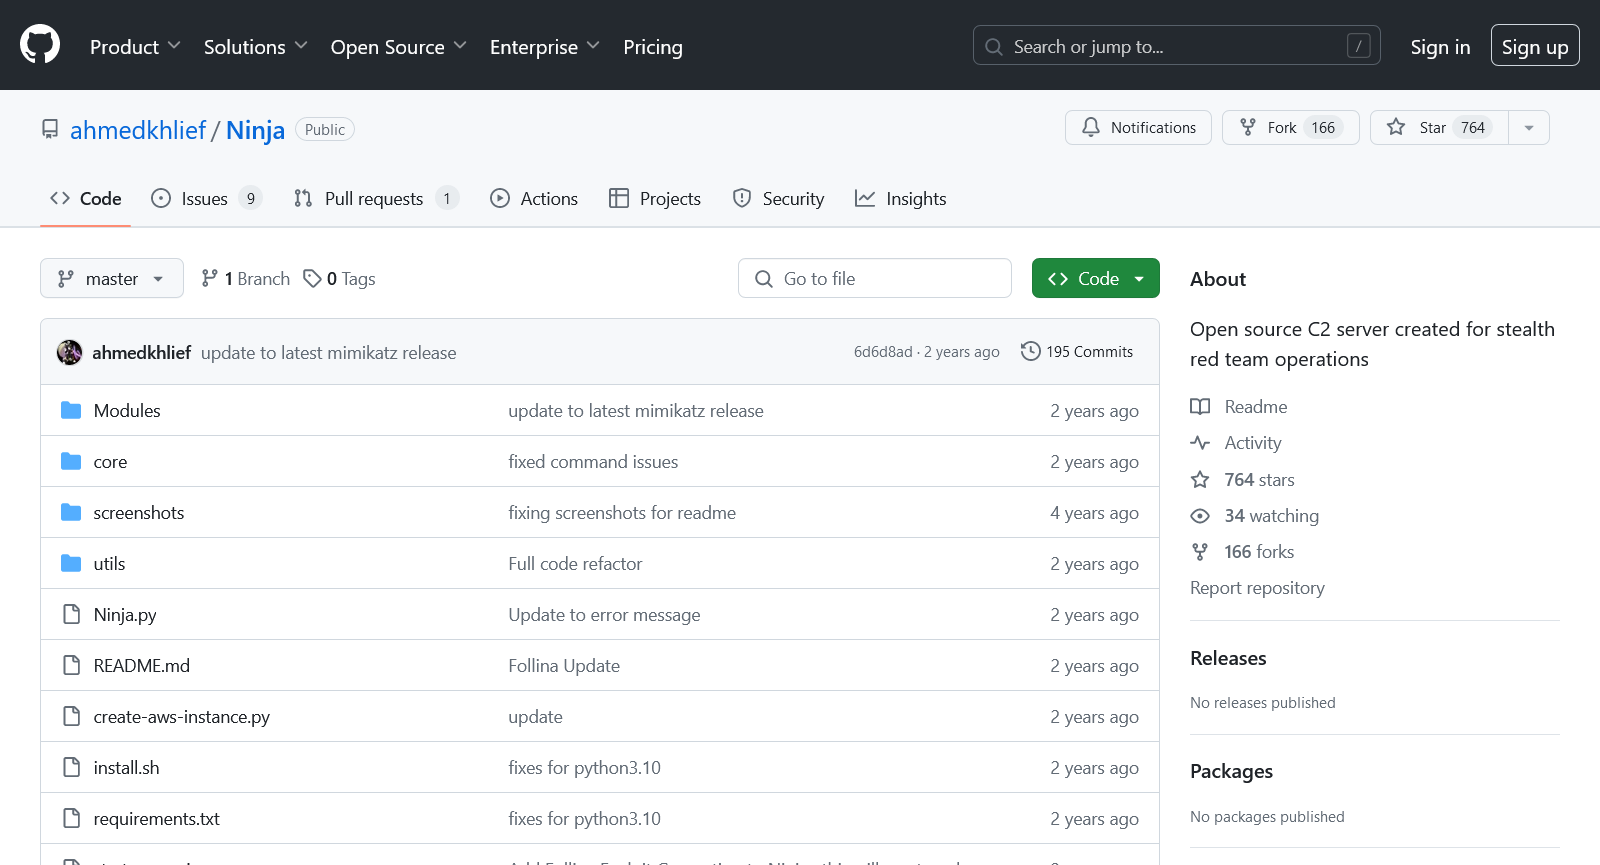 Product Solutions Open Source Enterprise Pricing Search or jump to... / Sign in Sign up
ahmedkhlief / Ninja Public Notifications Fork 166 Star 764
Code Issues 9 Pull requests 1 Actions Projects Security Insights
master 1 Branch 0 Tags Go to file Code
ahmedkhlief update to latest mimikatz release 6d6d8ad · 2 years ago 195 Commits
Modules update to latest mimikatz release 2 years ago
core fixed command issues 2 years ago
screenshots fixing screenshots for readme 4 years ago
utils Full code refactor 2 years ago
Ninja.py Update to error message 2 years ago
README.md Follina Update 2 years ago
create-aws-instance.py update 2 years ago
install.sh fixes for python3.10 2 years ago
requirements.txt fixes for python3.10 2 years ago
About
Open source C2 server created for stealth
red team operations
Readme
Activity
764 stars
34 watching
166 forks
Report repository
Releases
No releases published
Packages
No packages published